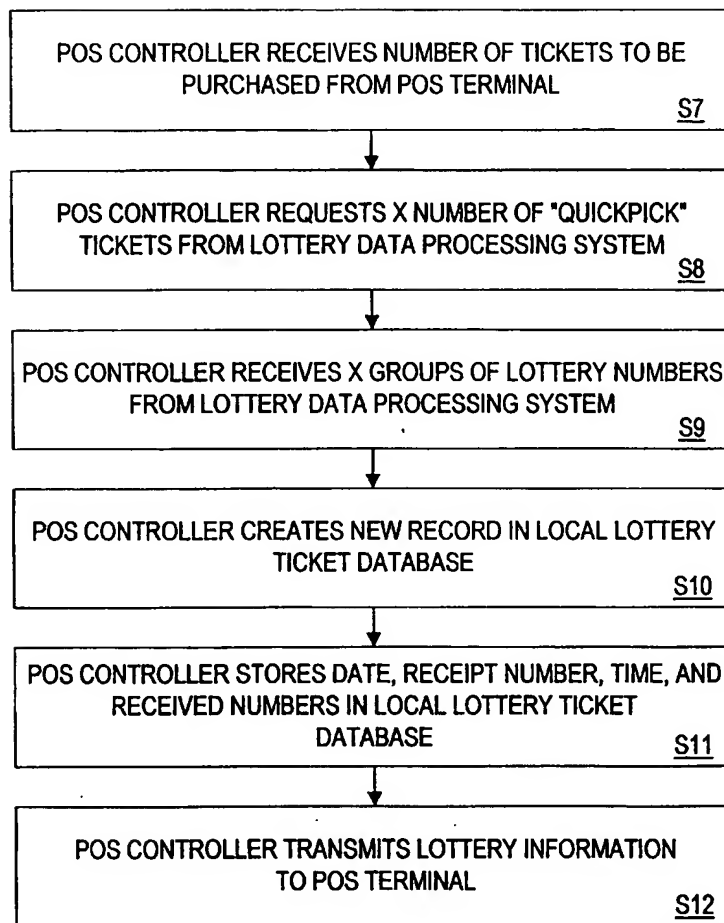 POS CONTROLLER RECEIVES NUMBER OF TICKETS TO BE
PURCHASED FROM POS TERMINAL
S7
POS CONTROLLER REQUESTS X NUMBER OF "QUICKPICK"
TICKETS FROM LOTTERY DATA PROCESSING SYSTEM
S8
POS CONTROLLER RECEIVES X GROUPS OF LOTTERY NUMBERS
FROM LOTTERY DATA PROCESSING SYSTEM
S9
POS CONTROLLER CREATES NEW RECORD IN LOCAL LOTTERY
TICKET DATABASE
S10
POS CONTROLLER STORES DATE, RECEIPT NUMBER, TIME, AND
RECEIVED NUMBERS IN LOCAL LOTTERY TICKET
DATABASE
S11
POS CONTROLLER TRANSMITS LOTTERY INFORMATION
TO POS TERMINAL
S12